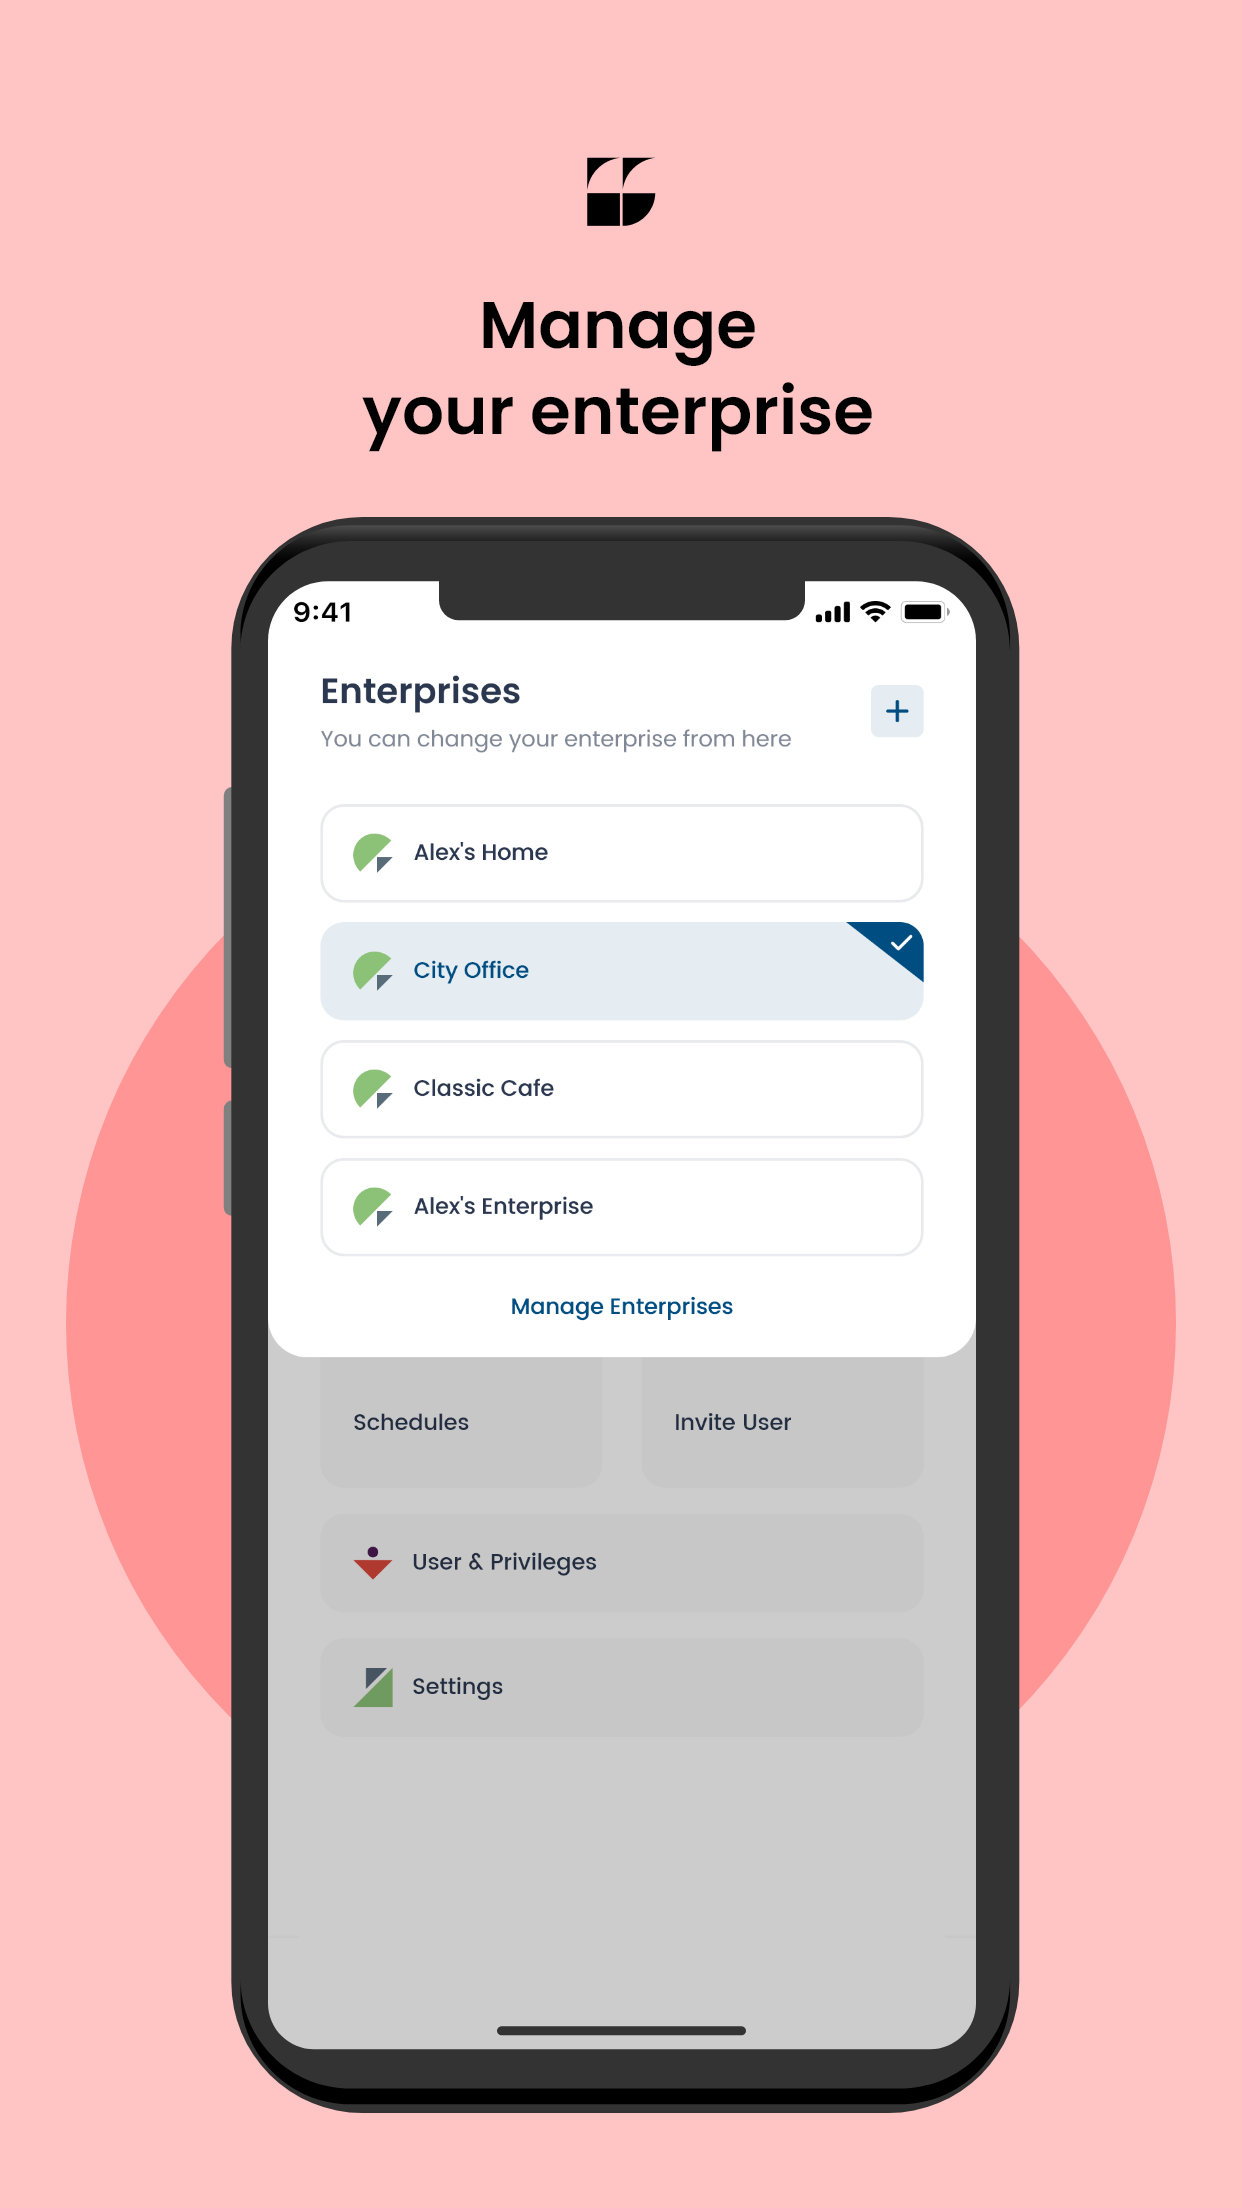 Manage
your enterprise
9:41
Enterprises
You can change your enterprise from here
Alex's Home
City Office
Classic Cafe
Alex's Enterprise
Manage Enterprises
Schedules
Invite User
User & Privileges
Settings